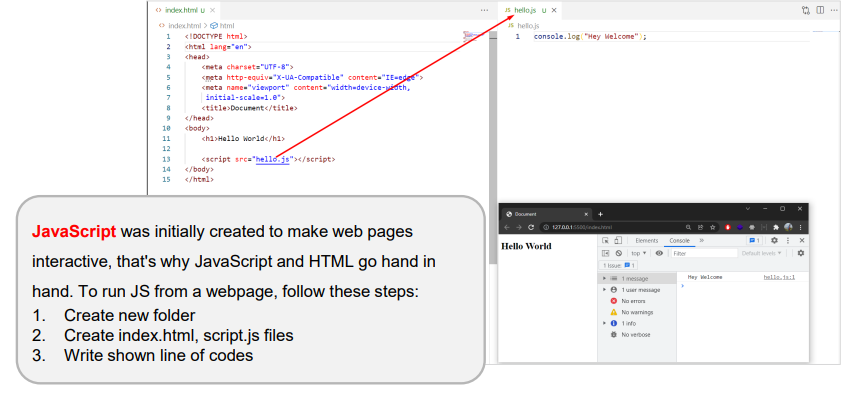 index.html U ×
index.html > html
1 <!DOCTYPE html>
2 <html lang="en">
3 <head>
4 <meta charset="UTF-8">
5 <meta http-equiv="X-UA-Compatible" content="IE=edge">
6 <meta name="viewport" content="width=device-width,
7 initial-scale=1.0">
8 <title>Document</title>
9 </head>
10 <body>
11 <h1>Hello World</h1>
12
13 <script src="hello.js"></script>
14 </body>
15 </html>
JS hello.js U ×
JS hello.js
1 console.log("Hey Welcome");
JavaScript was initially created to make web pages
interactive, that's why JavaScript and HTML go hand in
hand. To run JS from a webpage, follow these steps:
1. Create new folder
2. Create index.html, script.js files
3. Write shown line of codes
Document
127.0.0.1:5500/index.html
Hello World
Elements Console » 1
top Filter Default levels
1 Issue: 1
1 message
1 user message
No errors
No warnings
1 info
No verbose
Hey Welcome hello.js:1